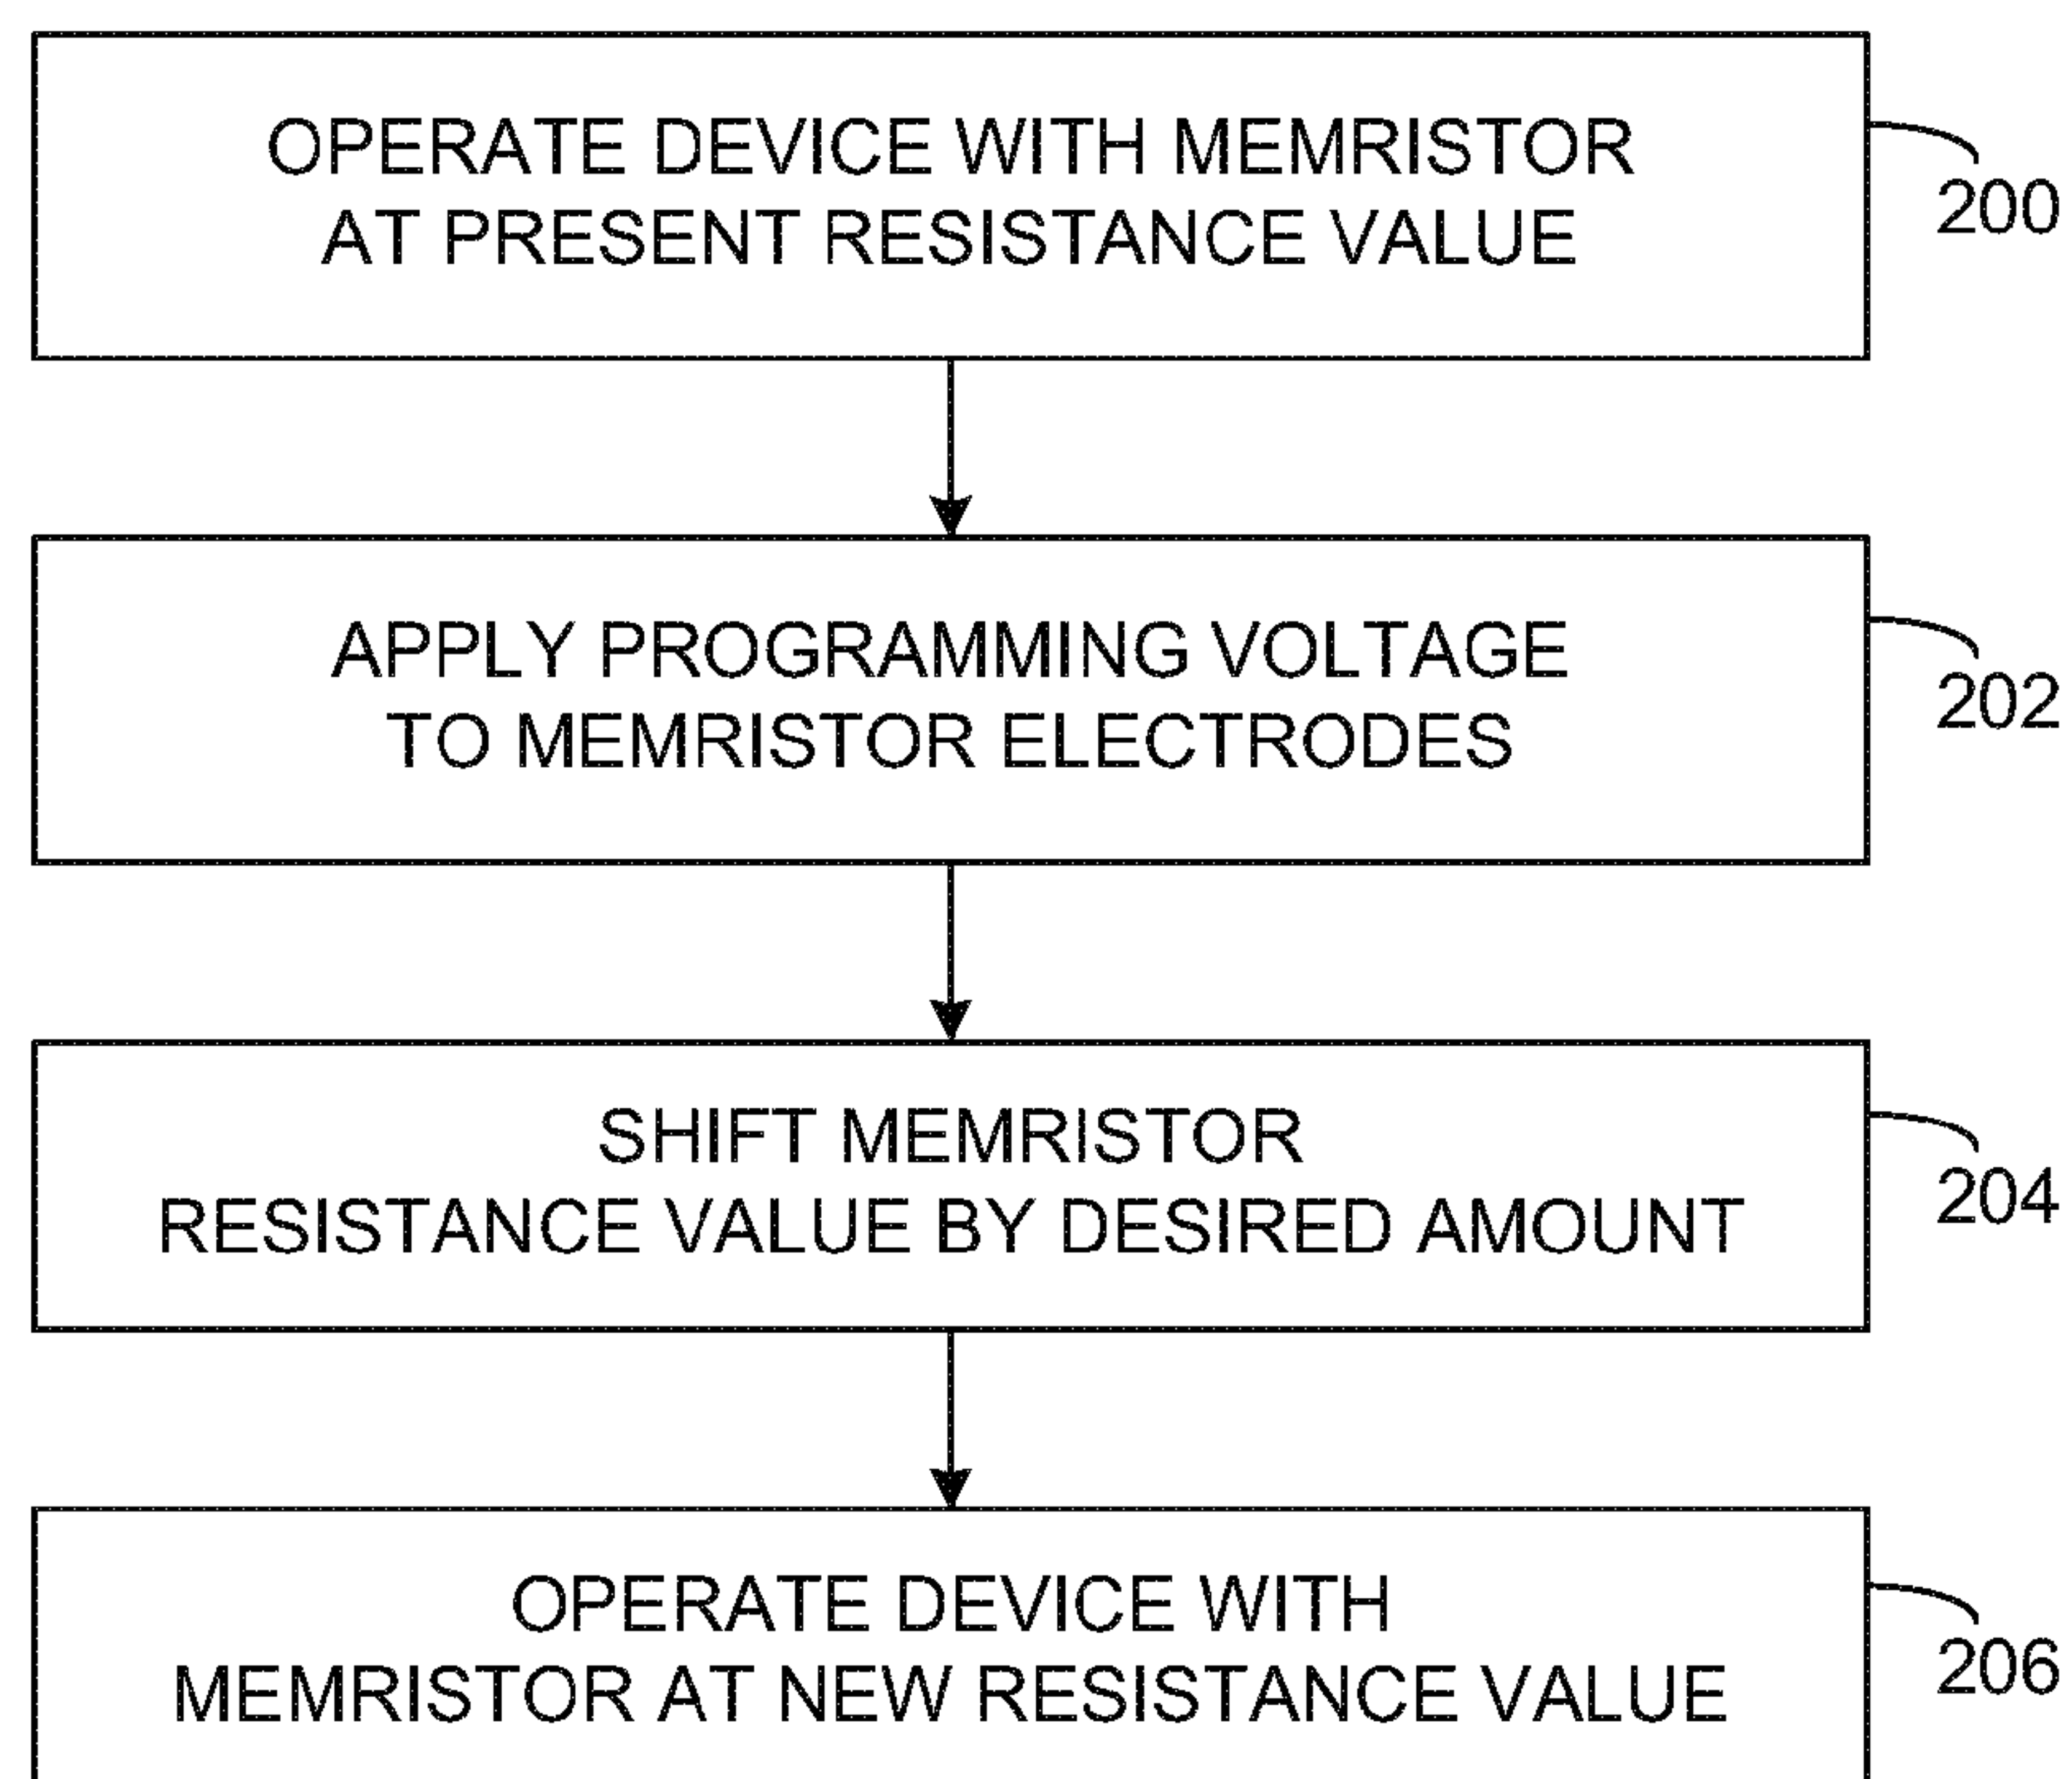 OPERATE DEVICE WITH MEMRISTOR
AT PRESENT RESISTANCE VALUE
200
APPLY PROGRAMMING VOLTAGE
TO MEMRISTOR ELECTRODES
202
SHIFT MEMRISTOR
RESISTANCE VALUE BY DESIRED AMOUNT
204
OPERATE DEVICE WITH
MEMRISTOR AT NEW RESISTANCE VALUE
206